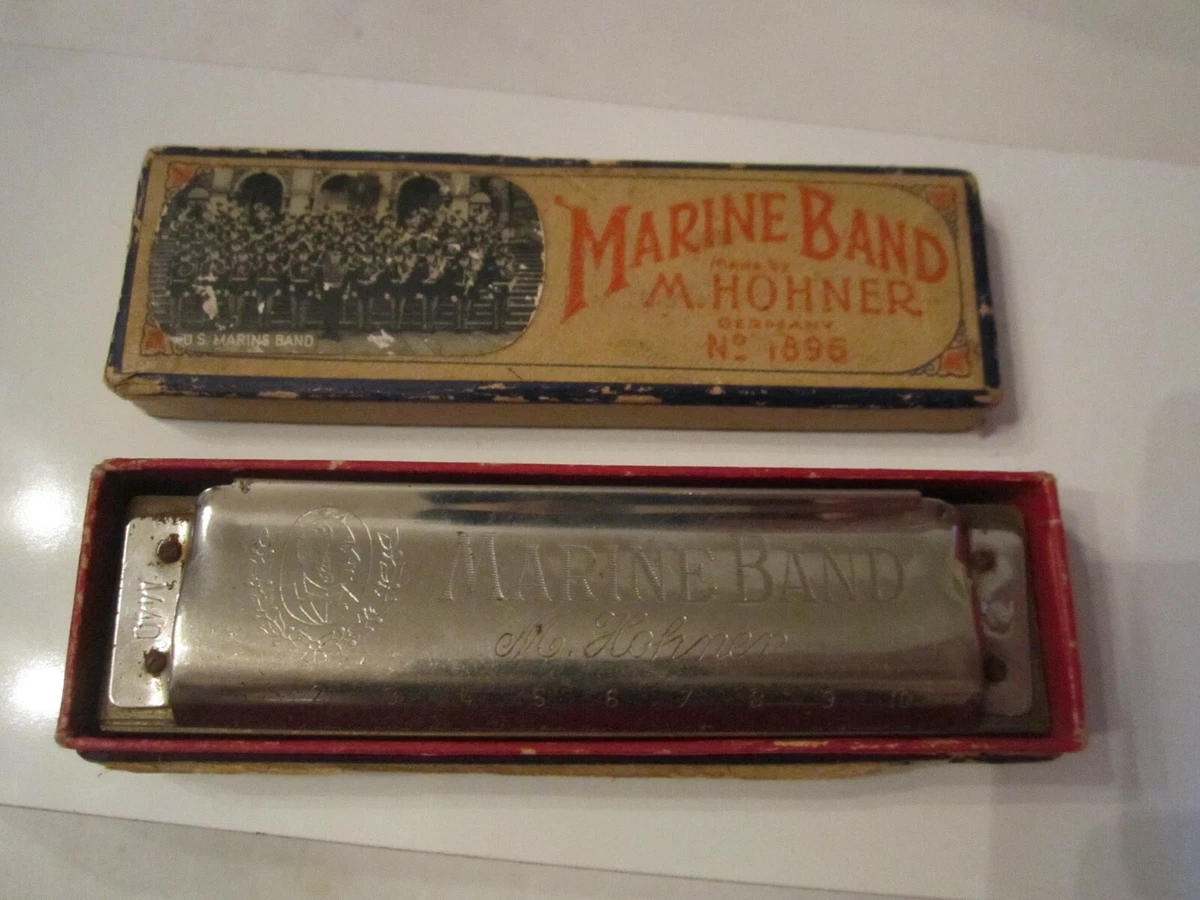 U.S. MARINE BAND
MARINE BAND
Made by
M. HOHNER
GERMANY
Nº 1896
MARINE BAND
M. Hohner
2 3 4 5 6 7 8 9 10